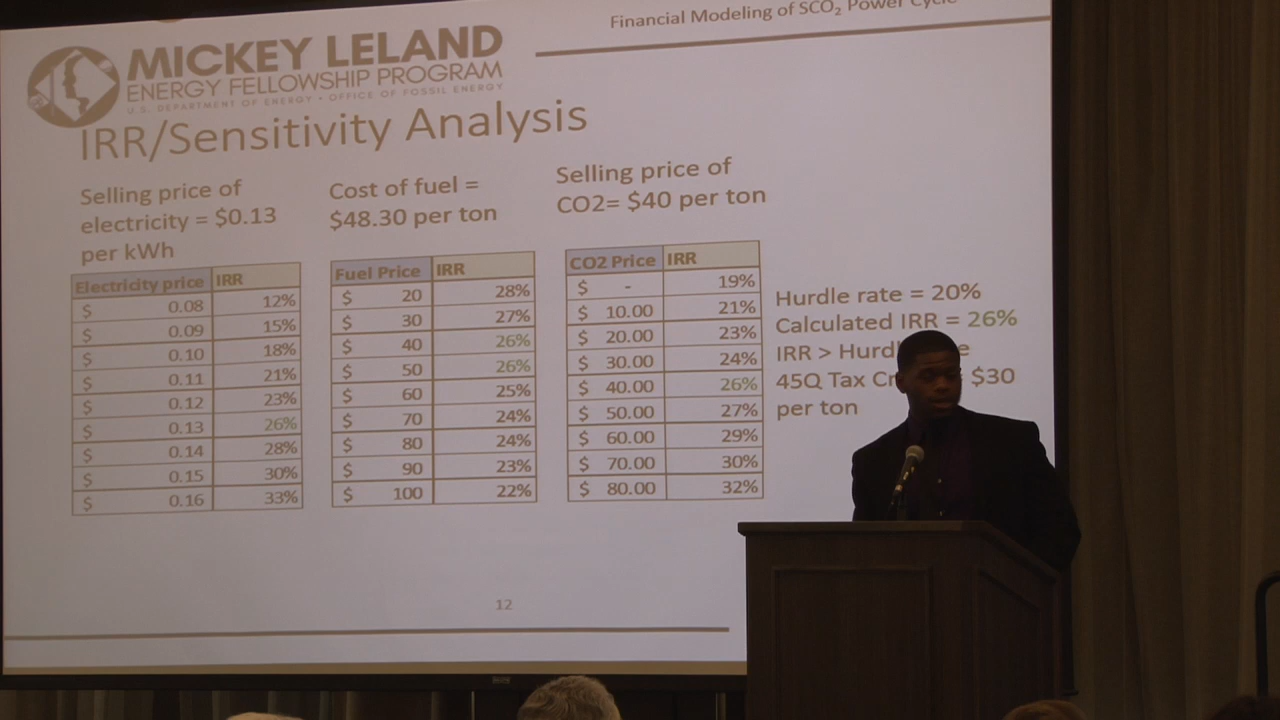 Financial Modeling of SCO₂ Power Cycle
MICKEY LELAND
ENERGY FELLOWSHIP PROGRAM
U.S. DEPARTMENT OF ENERGY • OFFICE OF FOSSIL ENERGY
IRR/Sensitivity Analysis
Selling price of
electricity = $0.13
per kWh
Electricity price IRR
$ 0.08 12%
$ 0.09 15%
$ 0.10 18%
$ 0.11 21%
$ 0.12 23%
$ 0.13 26%
$ 0.14 28%
$ 0.15 30%
$ 0.16 33%
Cost of fuel =
$48.30 per ton
Fuel Price IRR
$ 20 28%
$ 30 27%
$ 40 26%
$ 50 26%
$ 60 25%
$ 70 24%
$ 80 24%
$ 90 23%
$ 100 22%
Selling price of
CO2= $40 per ton
CO2 Price IRR
$ - 19%
$ 10.00 21%
$ 20.00 23%
$ 30.00 24%
$ 40.00 26%
$ 50.00 27%
$ 60.00 29%
$ 70.00 30%
$ 80.00 32%
Hurdle rate = 20%
Calculated IRR = 26%
IRR > Hurd e
45Q Tax Cr $30
per ton
12